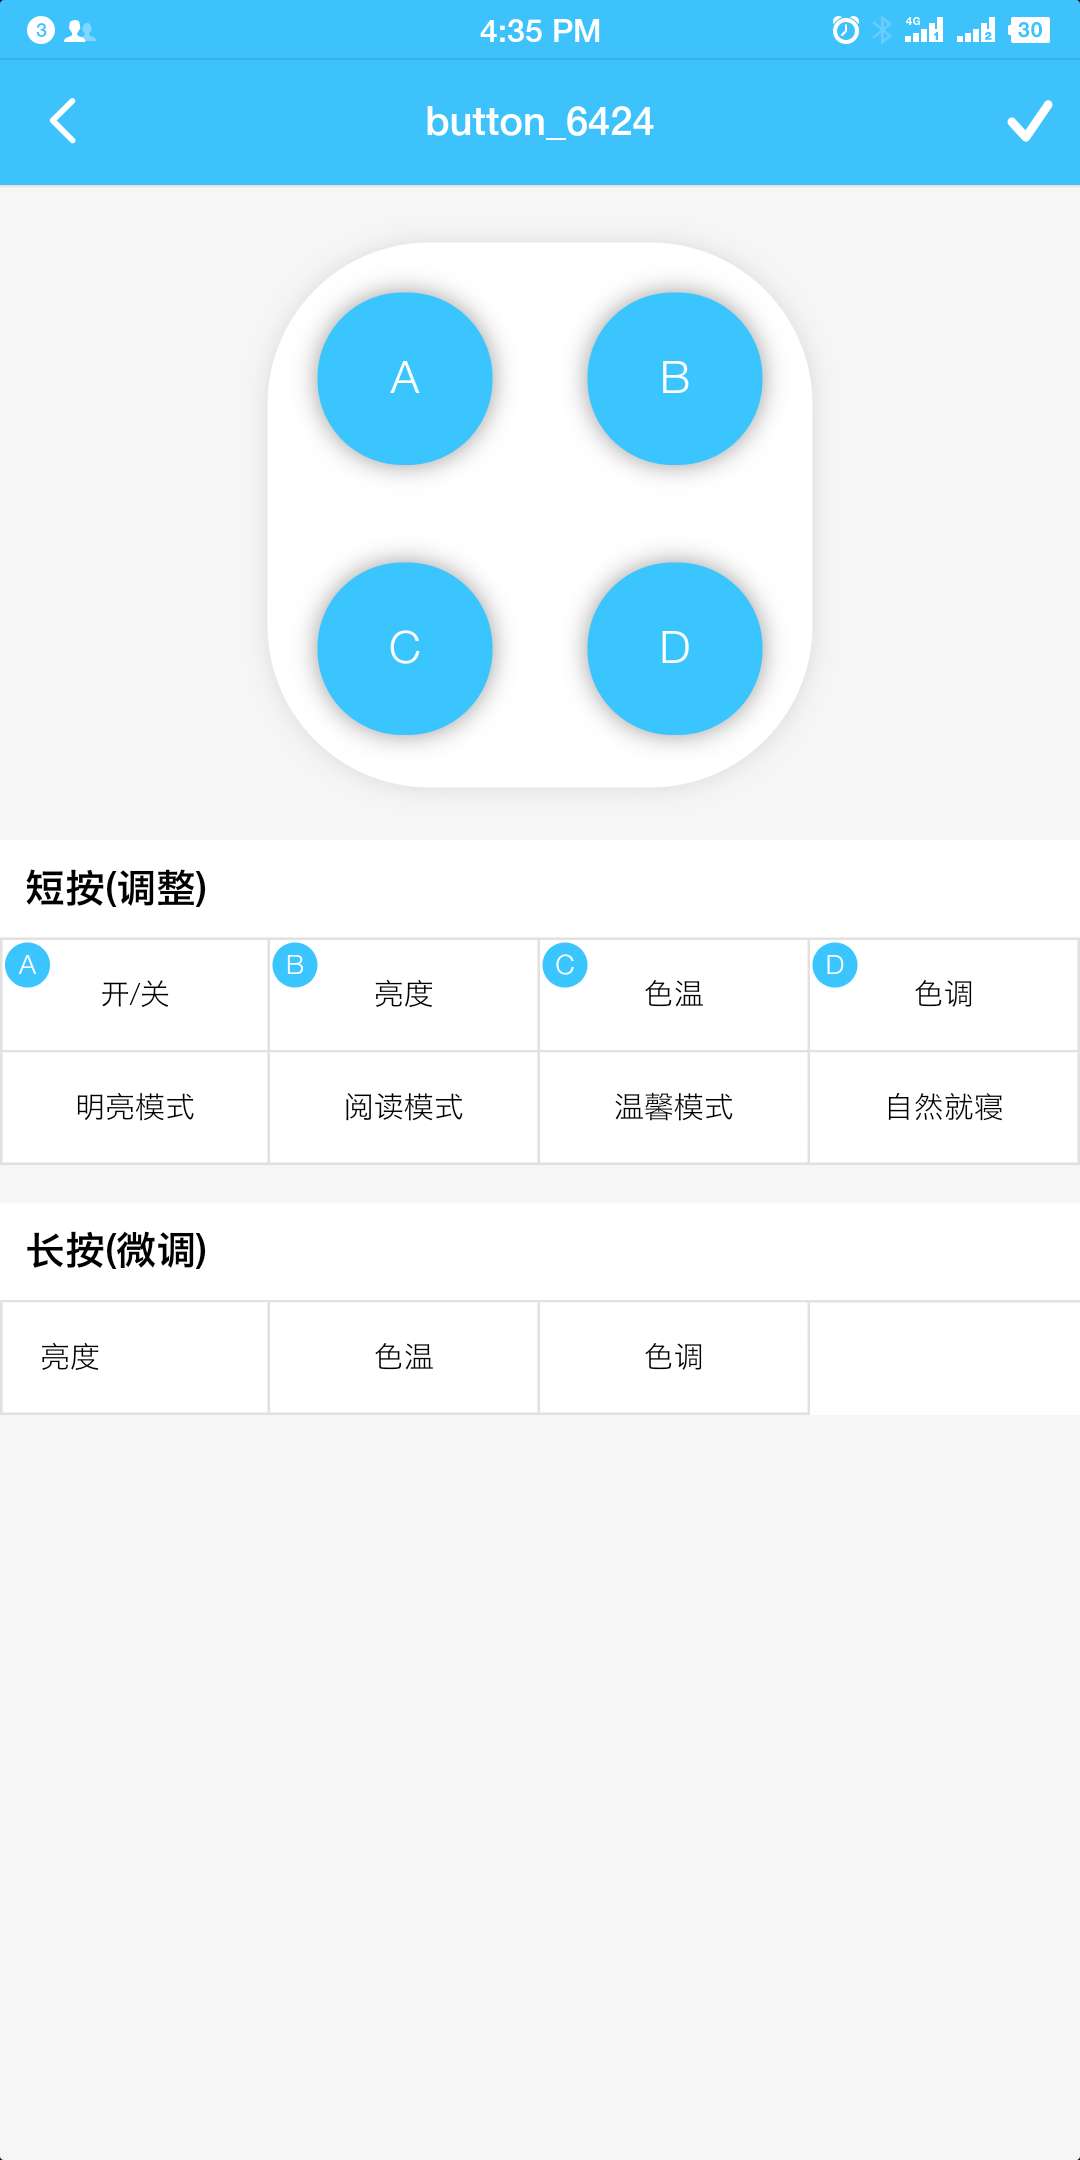 3 4:35 PM 4G 1 2 30
button_6424
A B
C D
短按(调整)
A 开/关 B 亮度 C 色温 D 色调
明亮模式 阅读模式 温馨模式 自然就寝
长按(微调)
亮度 色温 色调